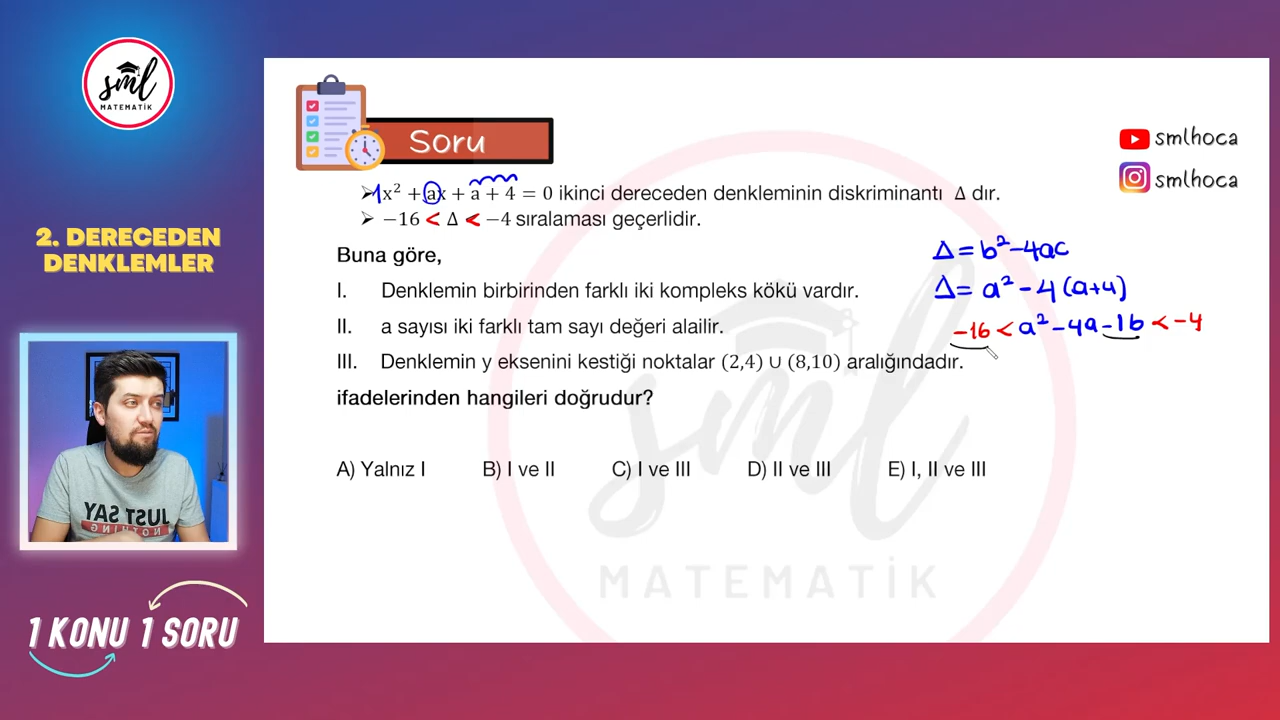 sml
MATEMATİK
Soru
smlhoca
smlhoca
1x² + ax + a + 4 = 0 ikinci dereceden denkleminin diskriminantı Δ dır.
−16 < Δ < −4 sıralaması geçerlidir.
2. DERECEDEN
DENKLEMLER
Buna göre,
I. Denklemin birbirinden farklı iki kompleks kökü vardır.
II. a sayısı iki farklı tam sayı değeri alailir.
III. Denklemin y eksenini kestiği noktalar (2,4) ∪ (8,10) aralığındadır.
ifadelerinden hangileri doğrudur?
Δ = b² − 4ac
Δ = a² − 4(a+4)
−16 < a² − 4a − 16 < −4
A) Yalnız I B) I ve II C) I ve III D) II ve III E) I, II ve III
JUST SAY
NOTHING
sml
MATEMATİK
1 KONU 1 SORU